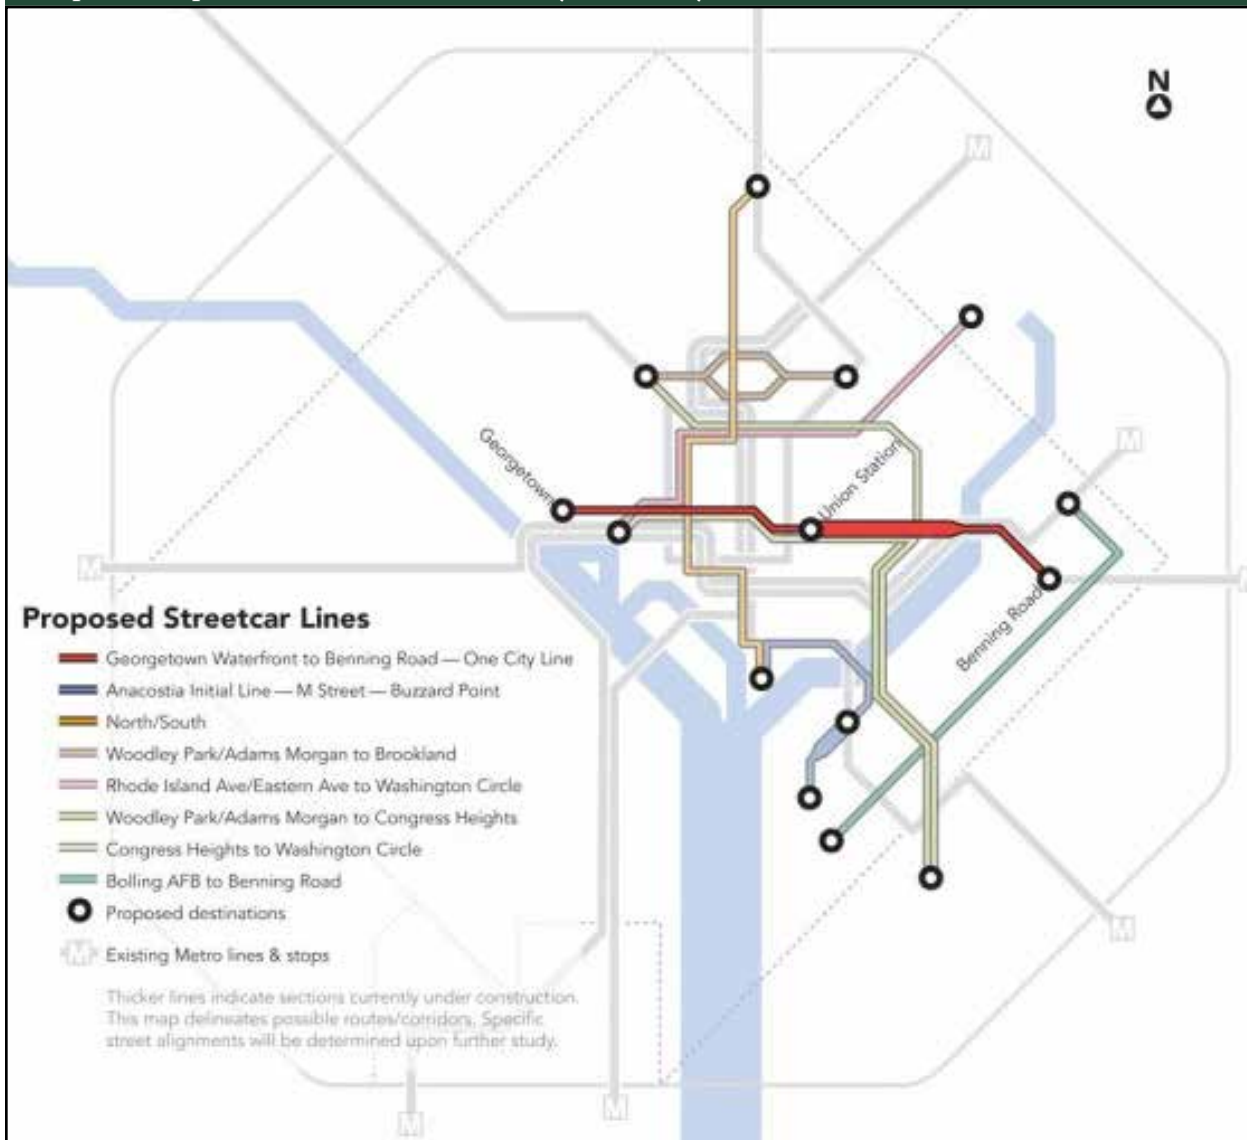 N
Georgetown
Union Station
Benning Road
Proposed Streetcar Lines
Georgetown Waterfront to Benning Road — One City Line
Anacostia Initial Line — M Street — Buzzard Point
North/South
Woodley Park/Adams Morgan to Brookland
Rhode Island Ave/Eastern Ave to Washington Circle
Woodley Park/Adams Morgan to Congress Heights
Congress Heights to Washington Circle
Bolling AFB to Benning Road
Proposed destinations
M Existing Metro lines & stops
Thicker lines indicate sections currently under construction.
This map delineates possible routes/corridors. Specific
street alignments will be determined upon further study.
M
M
M
M
M
M